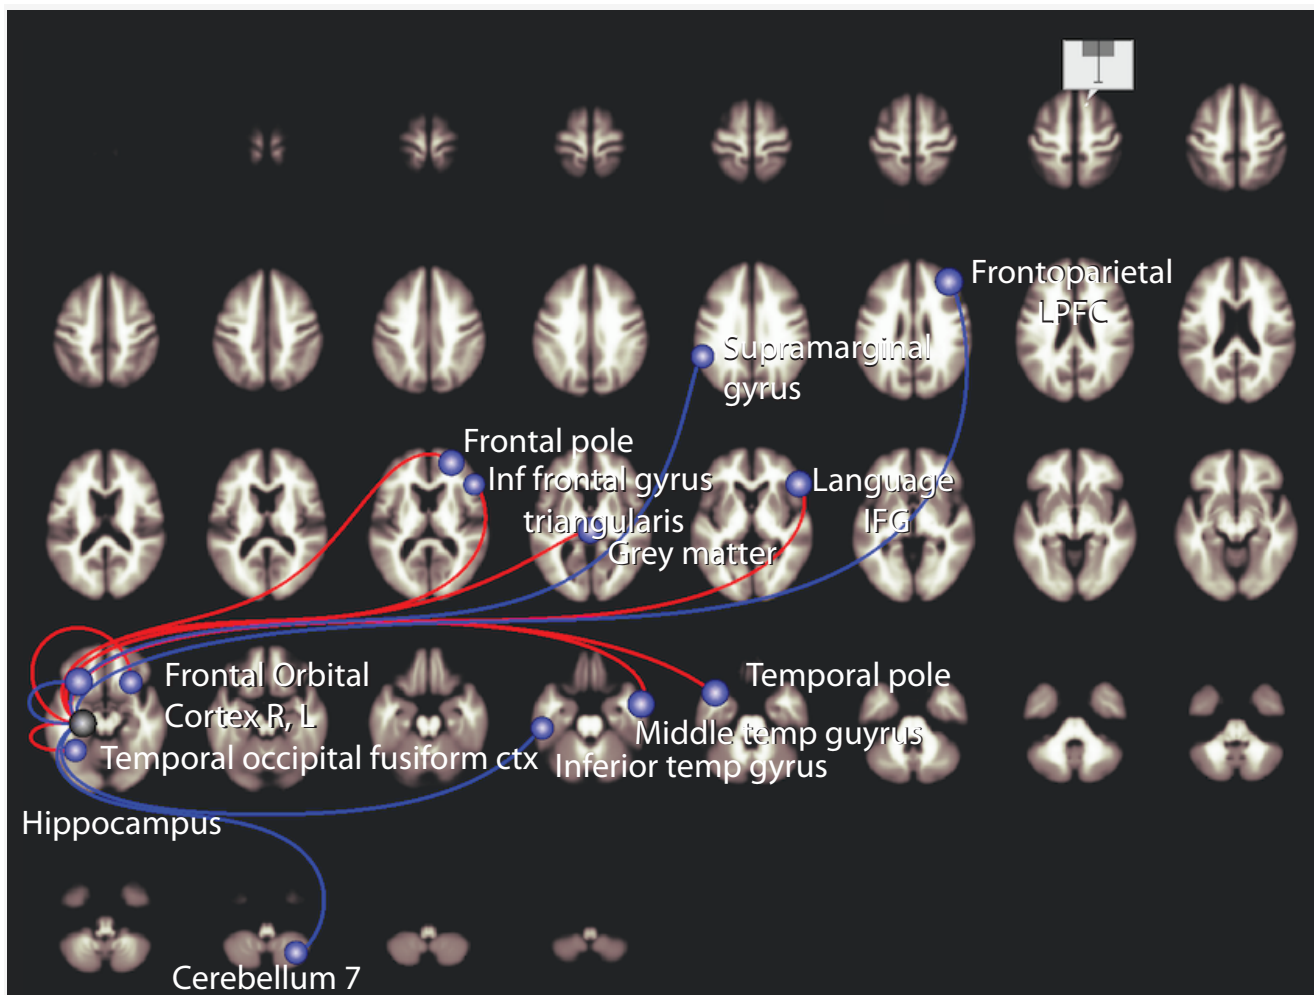 Frontoparietal
LPFC
Supramarginal
gyrus
Frontal pole
Inf frontal gyrus
triangularis
Grey matter
Language
IFG
Frontal Orbital
Cortex R, L
Temporal pole
Middle temp guyrus
Temporal occipital fusiform ctx
Inferior temp gyrus
Hippocampus
Cerebellum 7